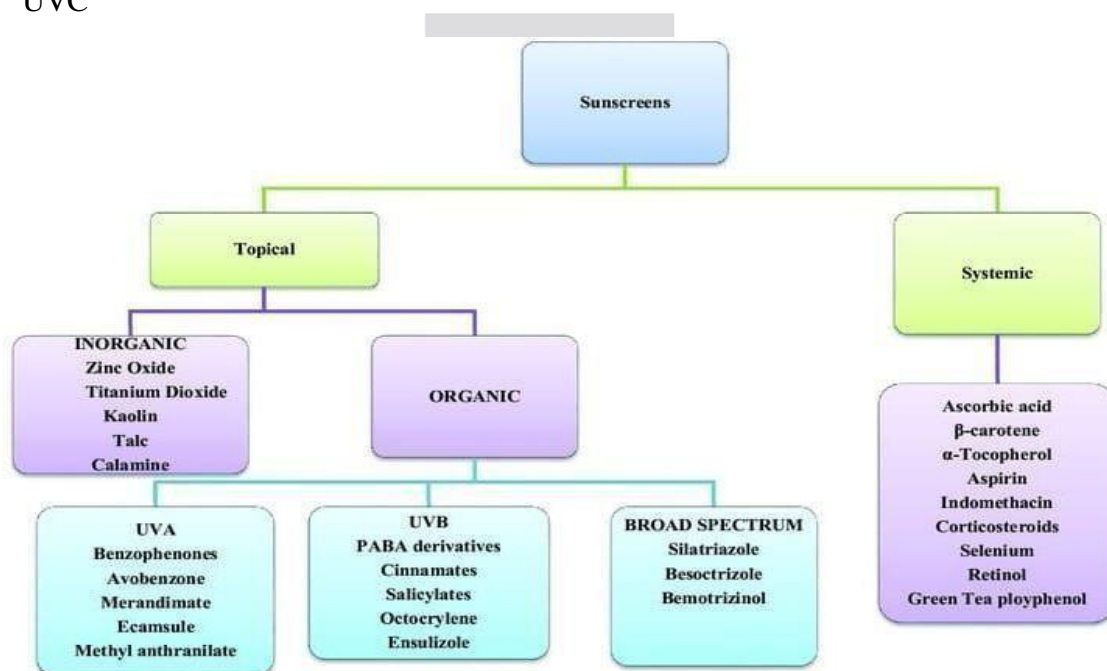 UVC
Sunscreens
Topical
Systemic
INORGANIC
Zinc Oxide
Titanium Dioxide
Kaolin
Talc
Calamine
ORGANIC
Ascorbic acid
β-carotene
α-Tocopherol
Aspirin
Indomethacin
Corticosteroids
Selenium
Retinol
Green Tea ployphenol
UVA
Benzophenones
Avobenzone
Merandimate
Ecamsule
Methyl anthranilate
UVB
PABA derivatives
Cinnamates
Salicylates
Octocrylene
Ensulizole
BROAD SPECTRUM
Silatriazole
Besoctrizole
Bemotrizinol